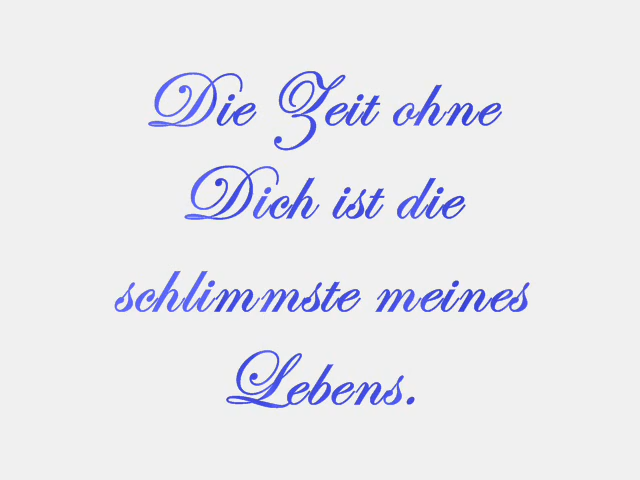 Die Zeit ohne
Dich ist die
schlimmste meines
Lebens.